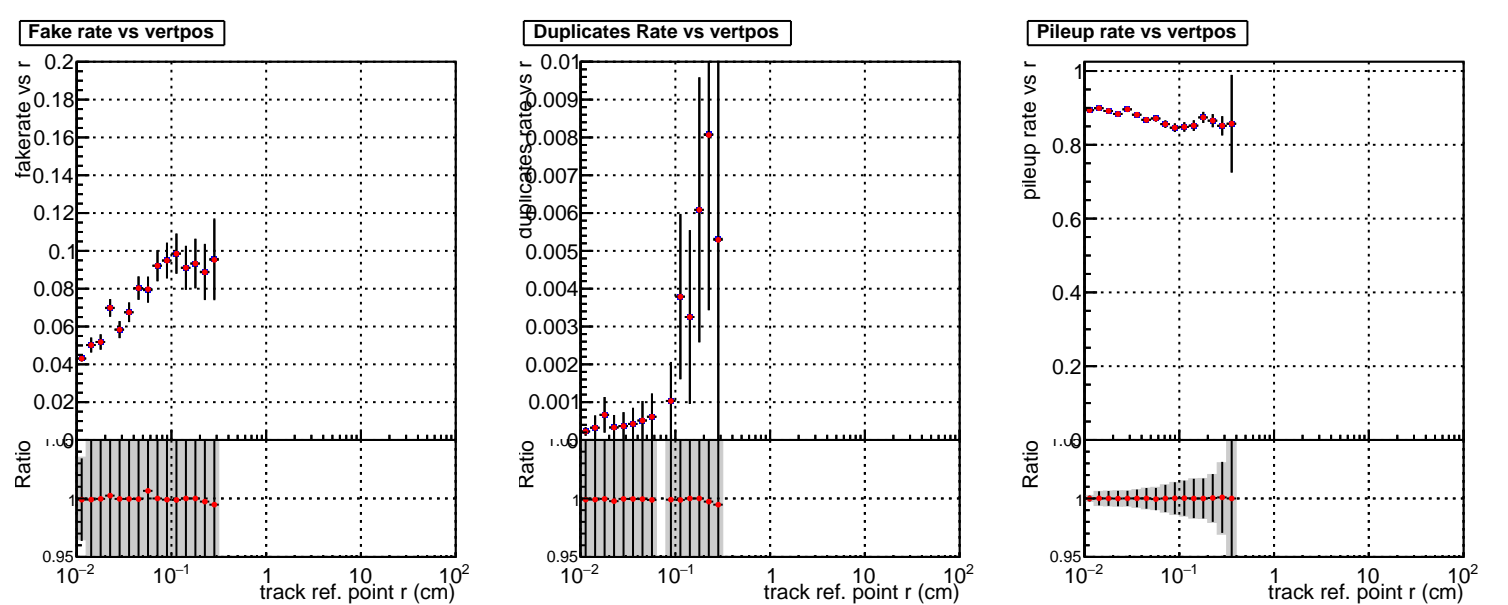 Fake rate vs vertpos
fakerate vs r
0.2
0.18
0.16
0.14
0.12
0.1
0.08
0.06
0.04
0.02
0
Ratio
1
0.95
10−2 10−1 1 10 102
track ref. point r (cm)
Duplicates Rate vs vertpos
duplicates rate vs r
0.01
0.009
0.008
0.007
0.006
0.005
0.004
0.003
0.002
0.001
0
Ratio
1
0.95
10−2 10−1 1 10 102
track ref. point r (cm)
Pileup rate vs vertpos
pileup rate vs r
1
0.8
0.6
0.4
0.2
0
Ratio
1
0.95
10−2 10−1 1 10 102
track ref. point r (cm)